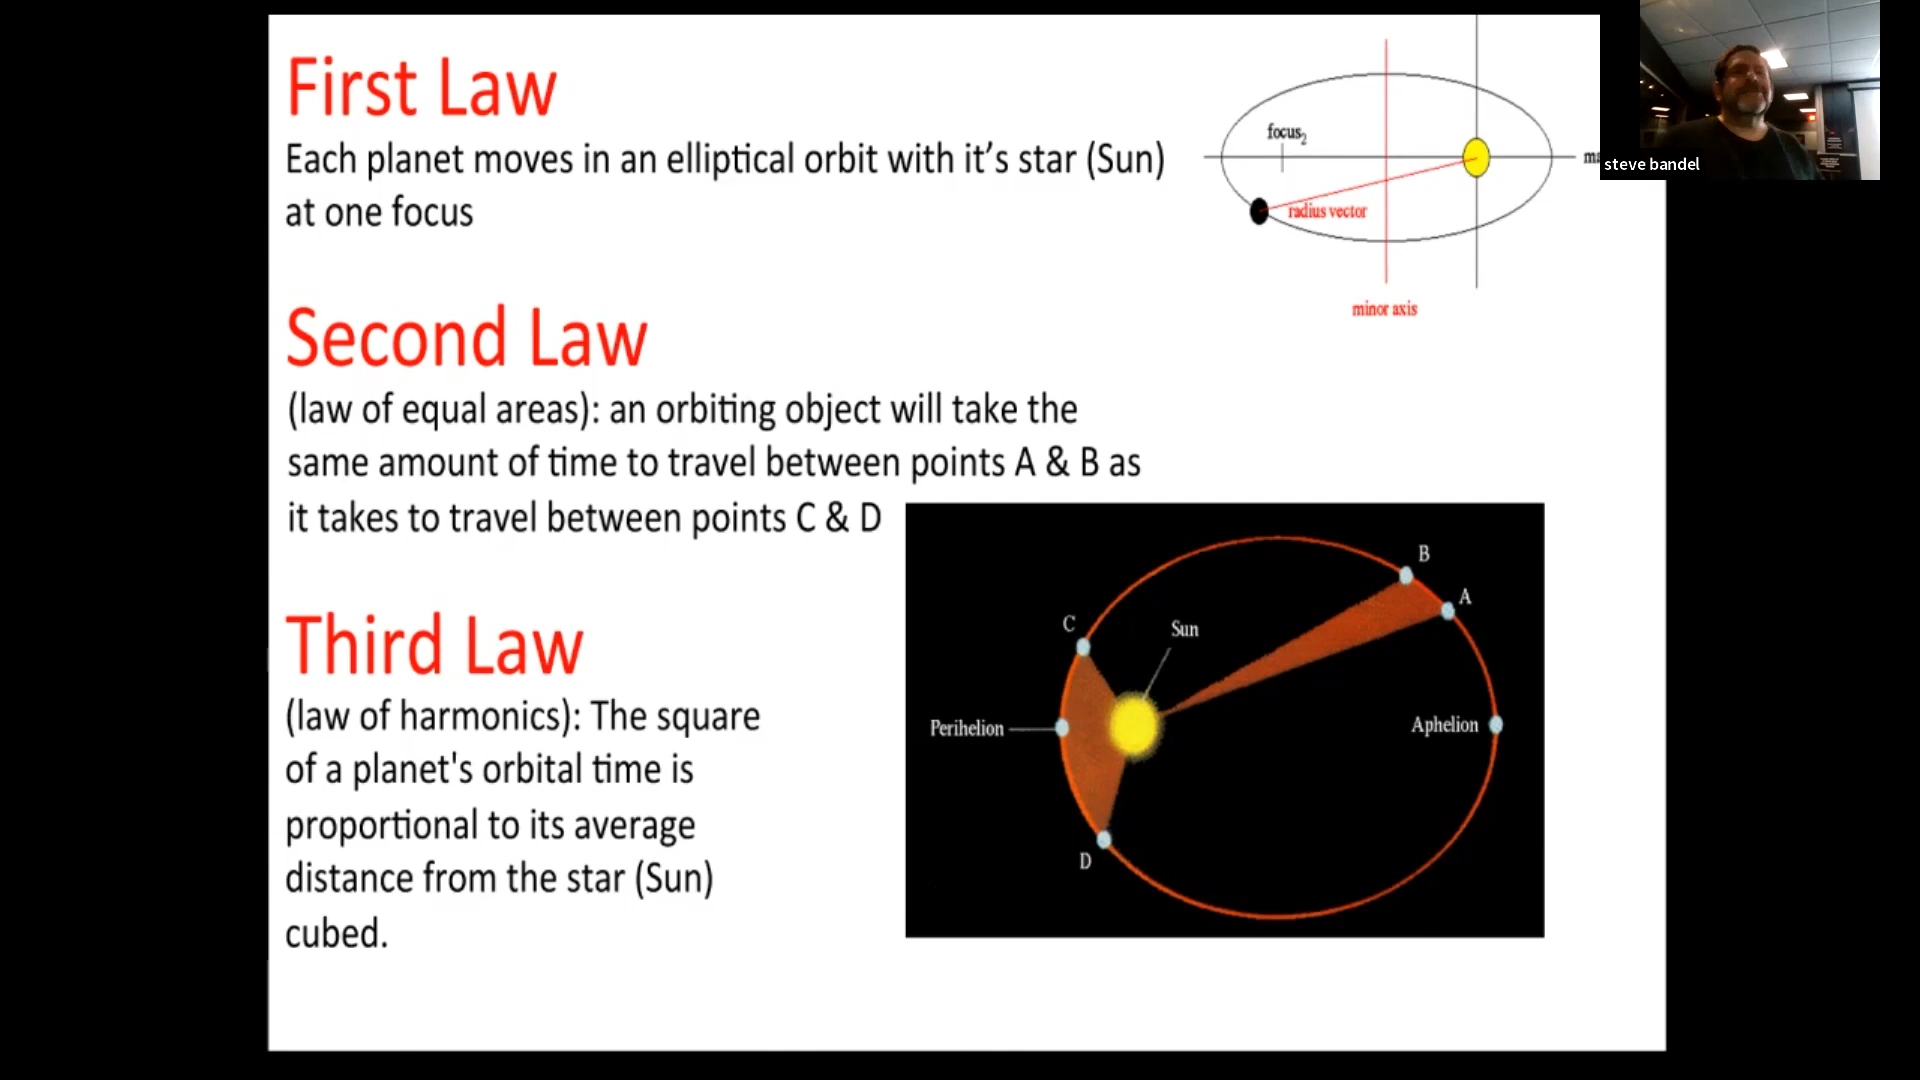 First Law
Each planet moves in an elliptical orbit with it’s star (Sun)
at one focus
focus2
radius vector
minor axis
steve bandel
Second Law
(law of equal areas): an orbiting object will take the
same amount of time to travel between points A & B as
it takes to travel between points C & D
B
A
C
Sun
Perihelion
Aphelion
D
Third Law
(law of harmonics): The square
of a planet's orbital time is
proportional to its average
distance from the star (Sun)
cubed.